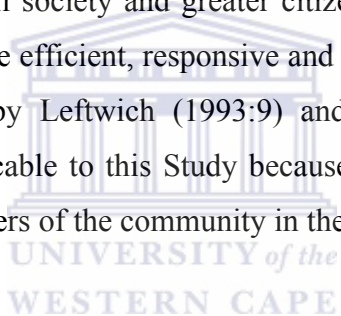 society and greater citize
e efficient, responsive and
by Leftwich (1993:9) and
cable to this Study because
ers of the community in the
UNIVERSITY of the
WESTERN CAPE